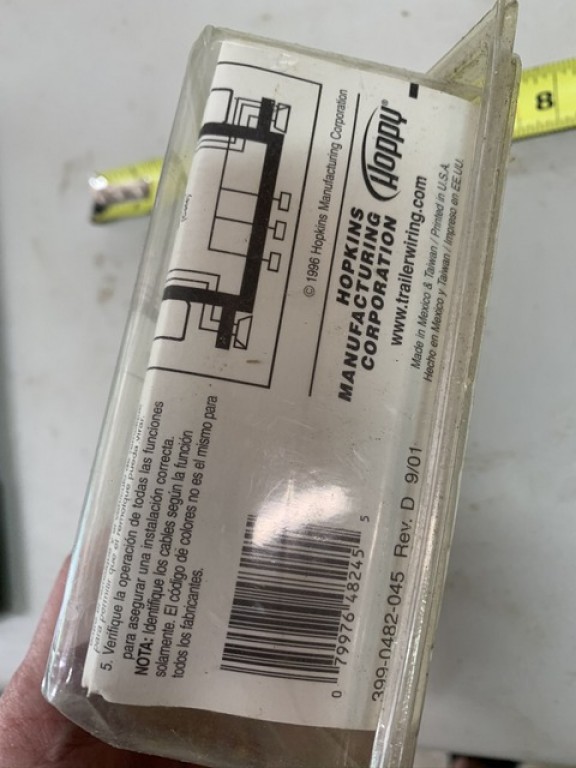 © 1996 Hopkins Manufacturing Corporation
HOPKINS
MANUFACTURING
CORPORATION
Hoppy®
www.trailerwiring.com
Made in Mexico & Taiwan / Printed in U.S.A.
Hecho en Mexico y Taiwan / Impreso en EE.UU.
5. Verifique la operación de todas las funciones
para asegurar una instalación correcta.
NOTA: Identifique los cables según la función
solamente. El código de colores no es el mismo para
todos los fabricantes.
0 79976 48245 5
399-0482-045 Rev. D 9/01
8